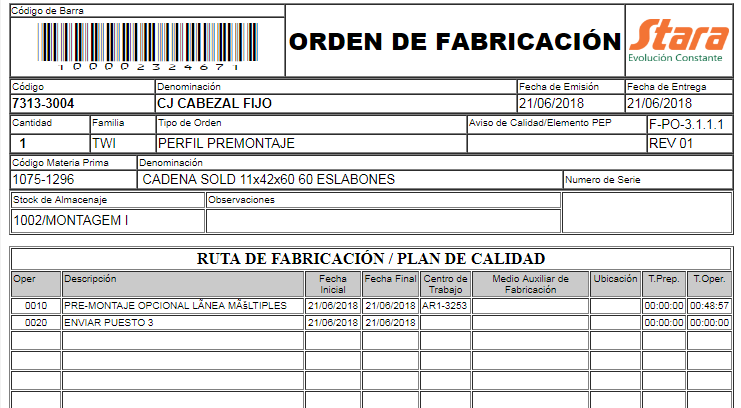 Código de Barra
100002324671
ORDEN DE FABRICACIÓN
Stara
Evolución Constante
Código Denominación Fecha de Emisión Fecha de Entrega
7313-3004 CJ CABEZAL FIJO 21/06/2018 21/06/2018
Cantidad Familia Tipo de Orden Aviso de Calidad/Elemento PEP F-PO-3.1.1.1
1 TWI PERFIL PREMONTAJE REV 01
Código Materia Prima Denominación
1075-1296 CADENA SOLD 11x42x60 60 ESLABONES Numero de Serie
Stock de Almacenaje Observaciones
1002/MONTAGEM I
RUTA DE FABRICACIÓN / PLAN DE CALIDAD
Oper Descripción Fecha Inicial Fecha Final Centro de Trabajo Medio Auxiliar de Fabricación Ubicación T.Prep. T.Oper.
0010 PRE-MONTAJE OPCIONAL LÃNEA MÃšLTIPLES 21/06/2018 21/06/2018 AR1-3253 00:00:00 00:48:57
0020 ENVIAR PUESTO 3 21/06/2018 21/06/2018 00:00:00 00:00:00